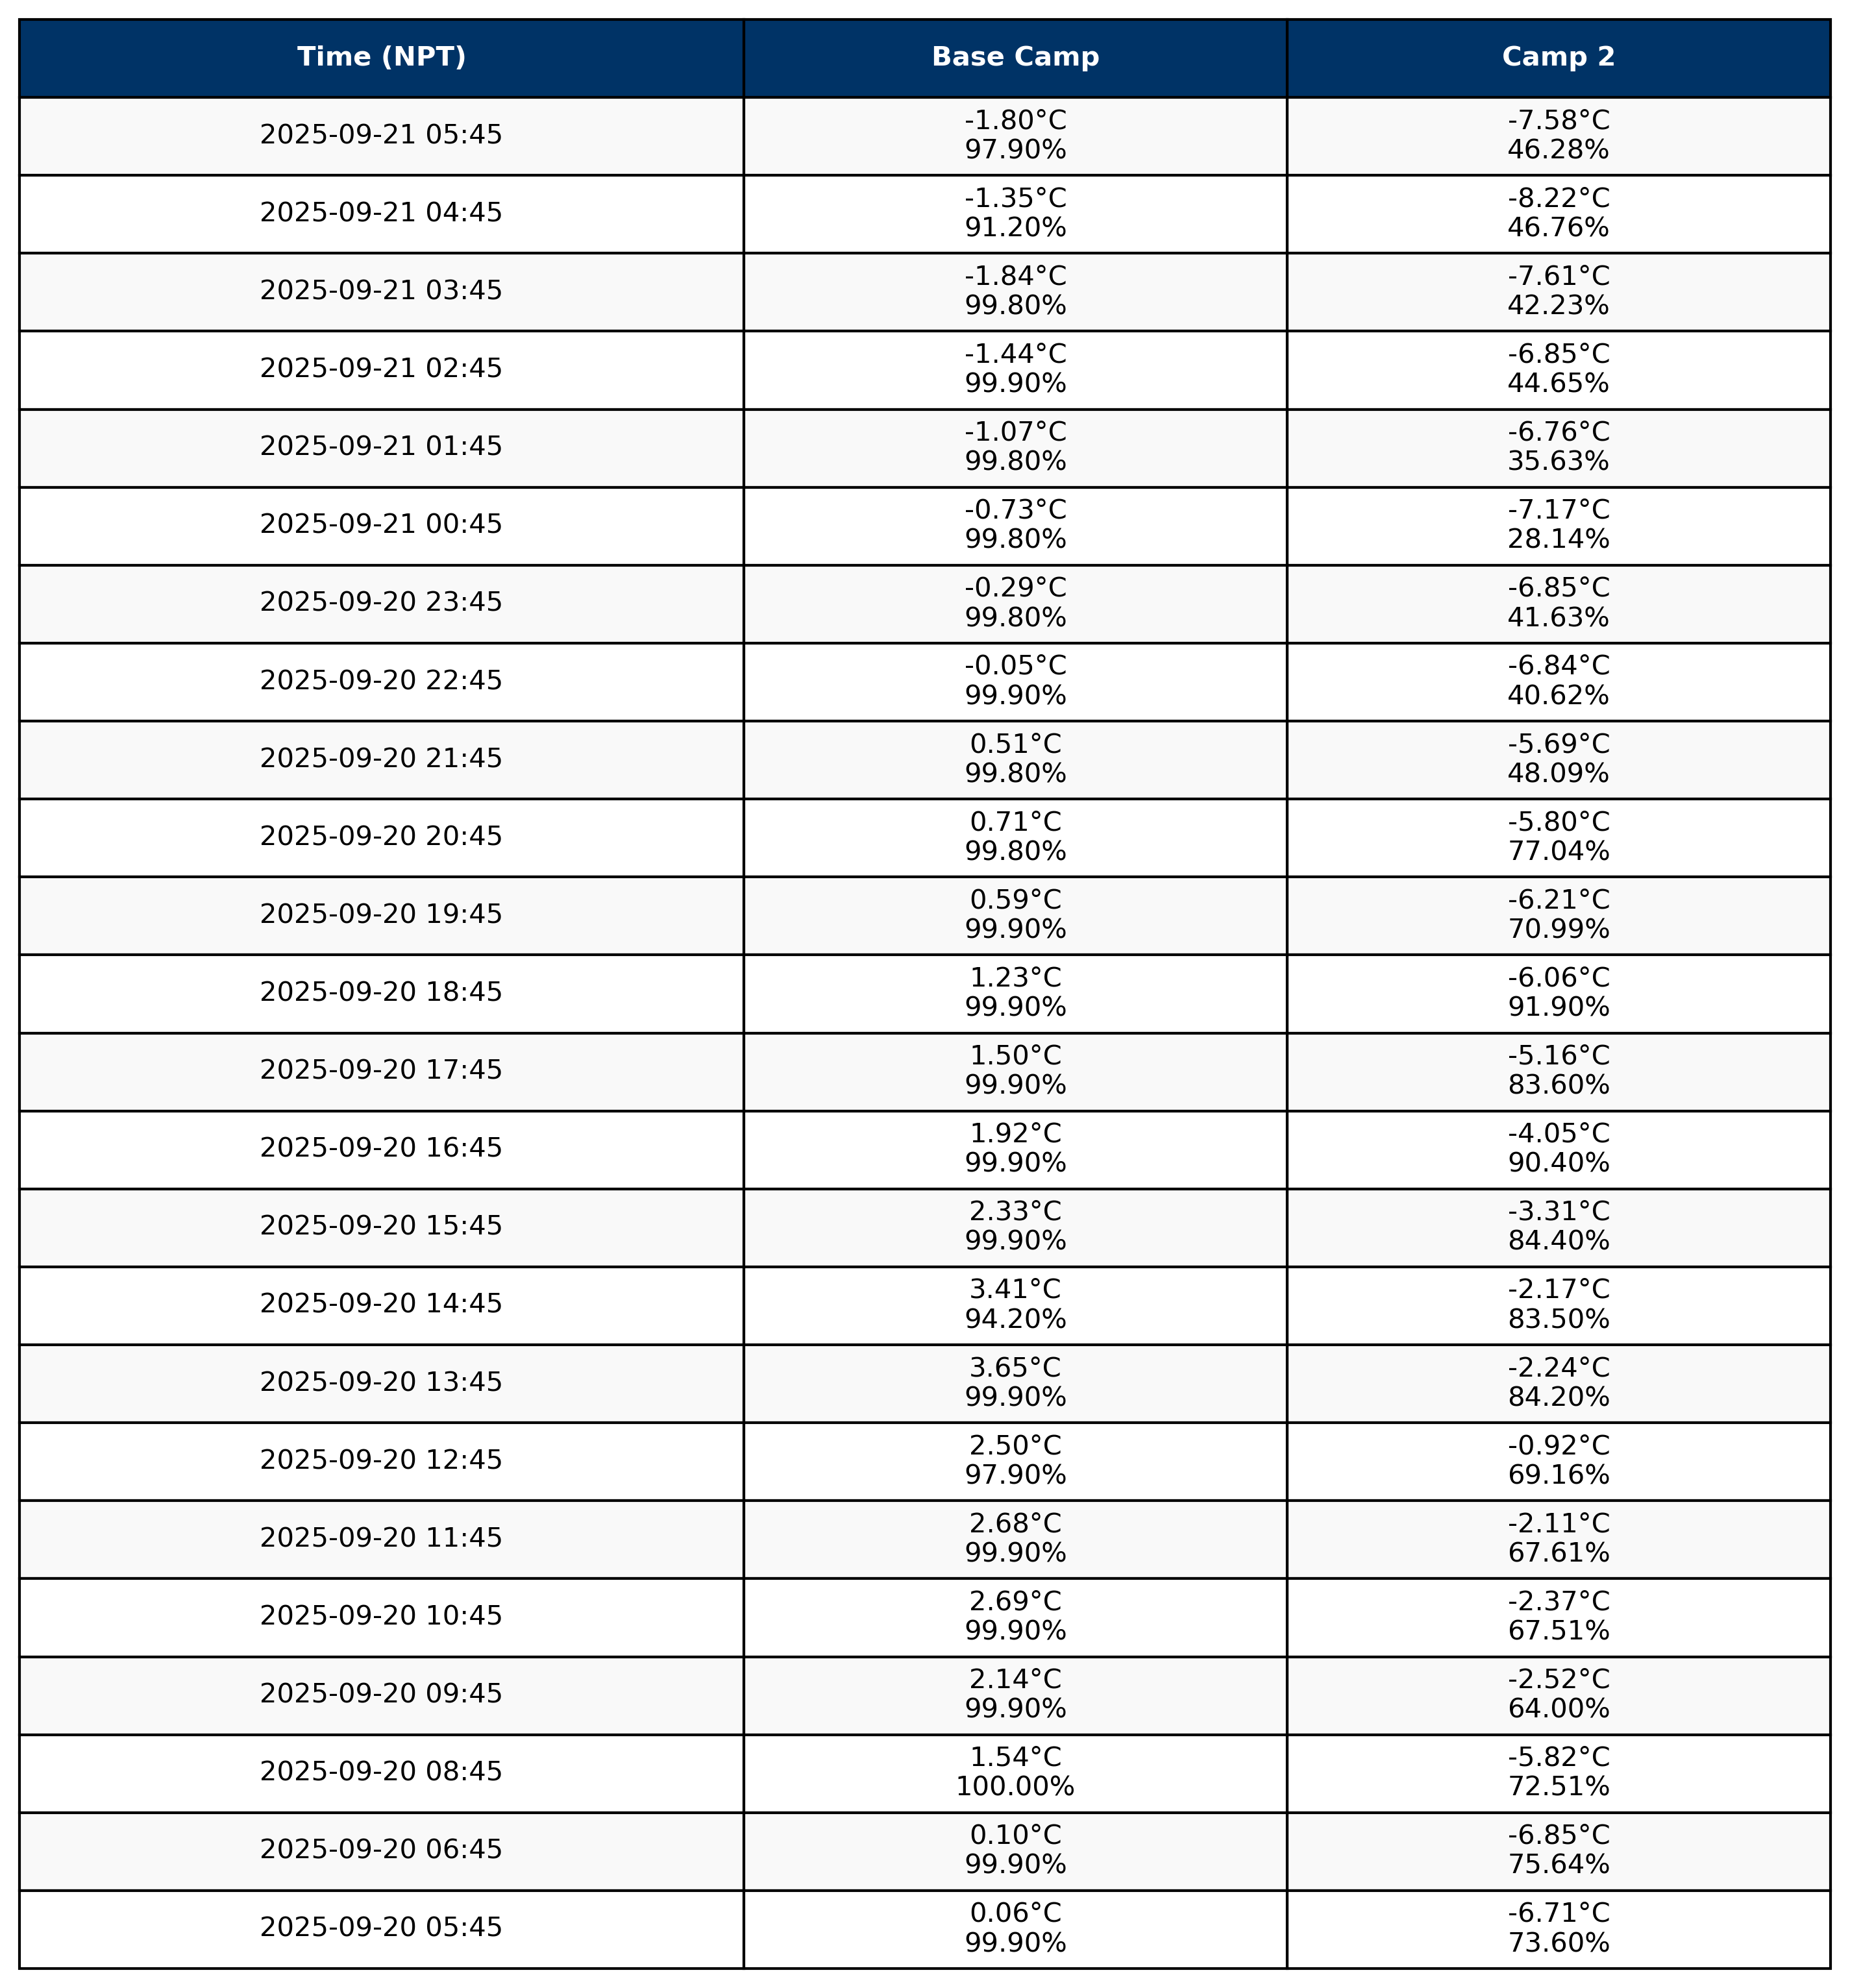 Time (NPT) Base Camp Camp 2
2025-09-21 05:45 -1.80°C -7.58°C
97.90% 46.28%
2025-09-21 04:45 -1.35°C -8.22°C
91.20% 46.76%
2025-09-21 03:45 -1.84°C -7.61°C
99.80% 42.23%
2025-09-21 02:45 -1.44°C -6.85°C
99.90% 44.65%
2025-09-21 01:45 -1.07°C -6.76°C
99.80% 35.63%
2025-09-21 00:45 -0.73°C -7.17°C
99.80% 28.14%
2025-09-20 23:45 -0.29°C -6.85°C
99.80% 41.63%
2025-09-20 22:45 -0.05°C -6.84°C
99.90% 40.62%
2025-09-20 21:45 0.51°C -5.69°C
99.80% 48.09%
2025-09-20 20:45 0.71°C -5.80°C
99.80% 77.04%
2025-09-20 19:45 0.59°C -6.21°C
99.90% 70.99%
2025-09-20 18:45 1.23°C -6.06°C
99.90% 91.90%
2025-09-20 17:45 1.50°C -5.16°C
99.90% 83.60%
2025-09-20 16:45 1.92°C -4.05°C
99.90% 90.40%
2025-09-20 15:45 2.33°C -3.31°C
99.90% 84.40%
2025-09-20 14:45 3.41°C -2.17°C
94.20% 83.50%
2025-09-20 13:45 3.65°C -2.24°C
99.90% 84.20%
2025-09-20 12:45 2.50°C -0.92°C
97.90% 69.16%
2025-09-20 11:45 2.68°C -2.11°C
99.90% 67.61%
2025-09-20 10:45 2.69°C -2.37°C
99.90% 67.51%
2025-09-20 09:45 2.14°C -2.52°C
99.90% 64.00%
2025-09-20 08:45 1.54°C -5.82°C
100.00% 72.51%
2025-09-20 06:45 0.10°C -6.85°C
99.90% 75.64%
2025-09-20 05:45 0.06°C -6.71°C
99.90% 73.60%